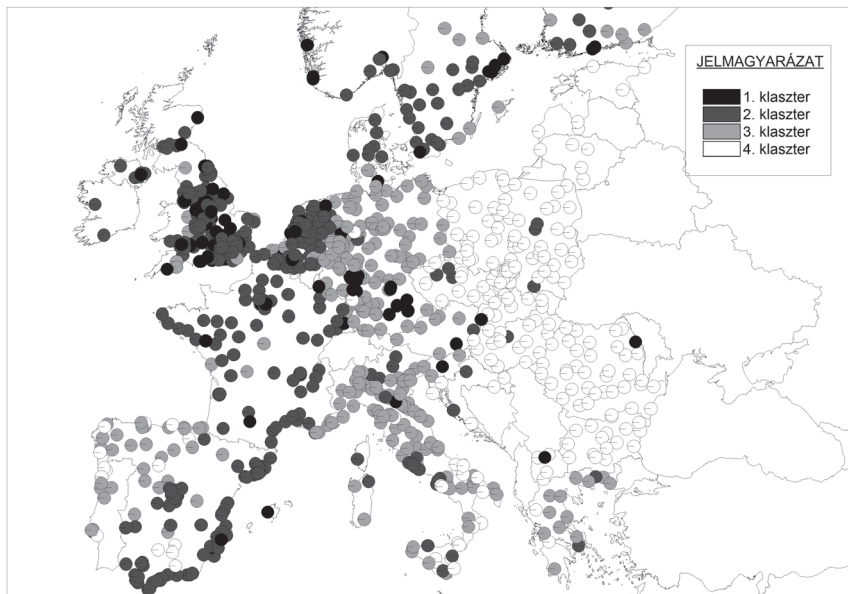 JELMAGYARÁZAT
1. klaszter
2. klaszter
3. klaszter
4. klaszter